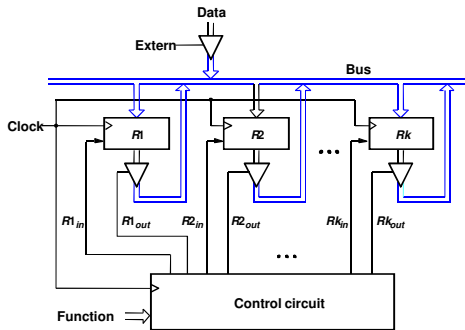 Data
Extern
Bus
Clock
R1
R2
• • •
Rk
R1in
R1out
R2in
R2out
Rkin
Rkout
• • •
Control circuit
Function